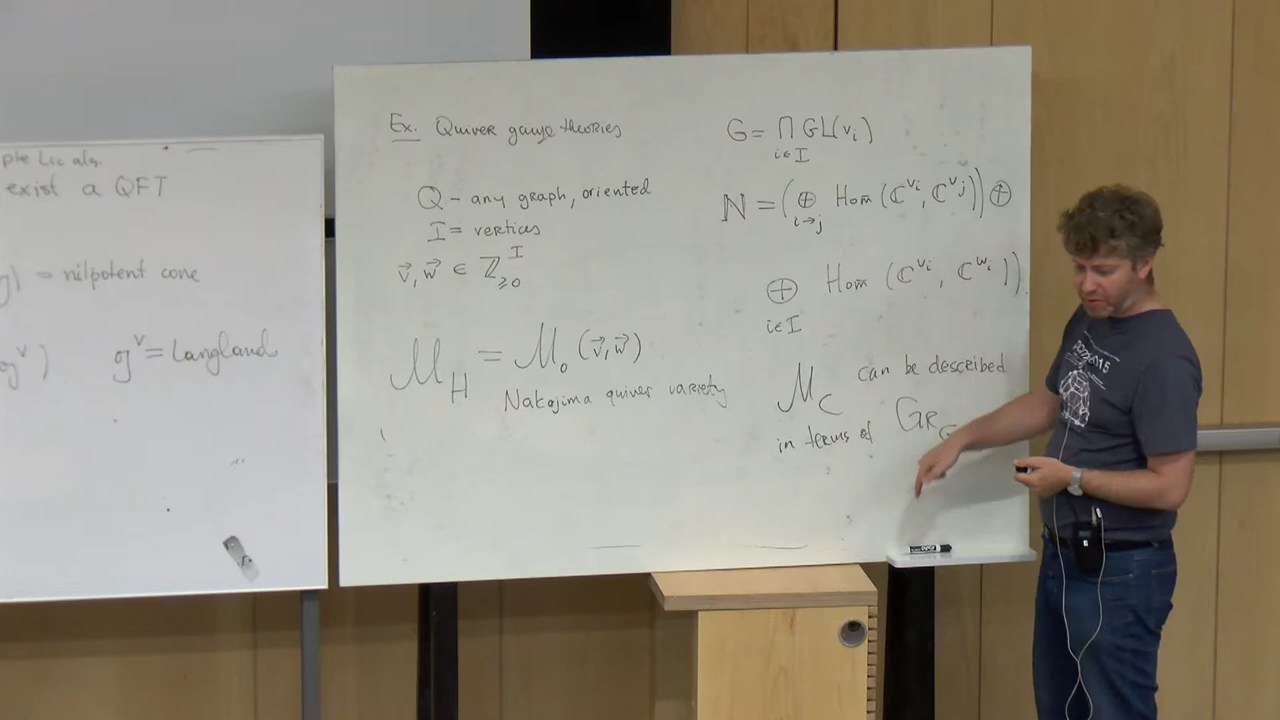 ple Lie alg.
exist a QFT
g) = nilpotent cone
g^∨) g^∨ = Langland
Ex. Quiver gauge theories
Q - any graph, oriented
I = vertices
v⃗, w⃗ ∈ ℤ^I_{≥0}
M_H = M_0 (v⃗, w⃗)
Nakajima quiver variety
G = ∏_{i∈I} GL(v_i)
N = (⊕_{i→j} Hom (ℂ^{v_i}, ℂ^{v_j})) ⊕
⊕_{i∈I} Hom (ℂ^{v_i}, ℂ^{w_i}))
M_C can be described
in terms of Gr_G
2015